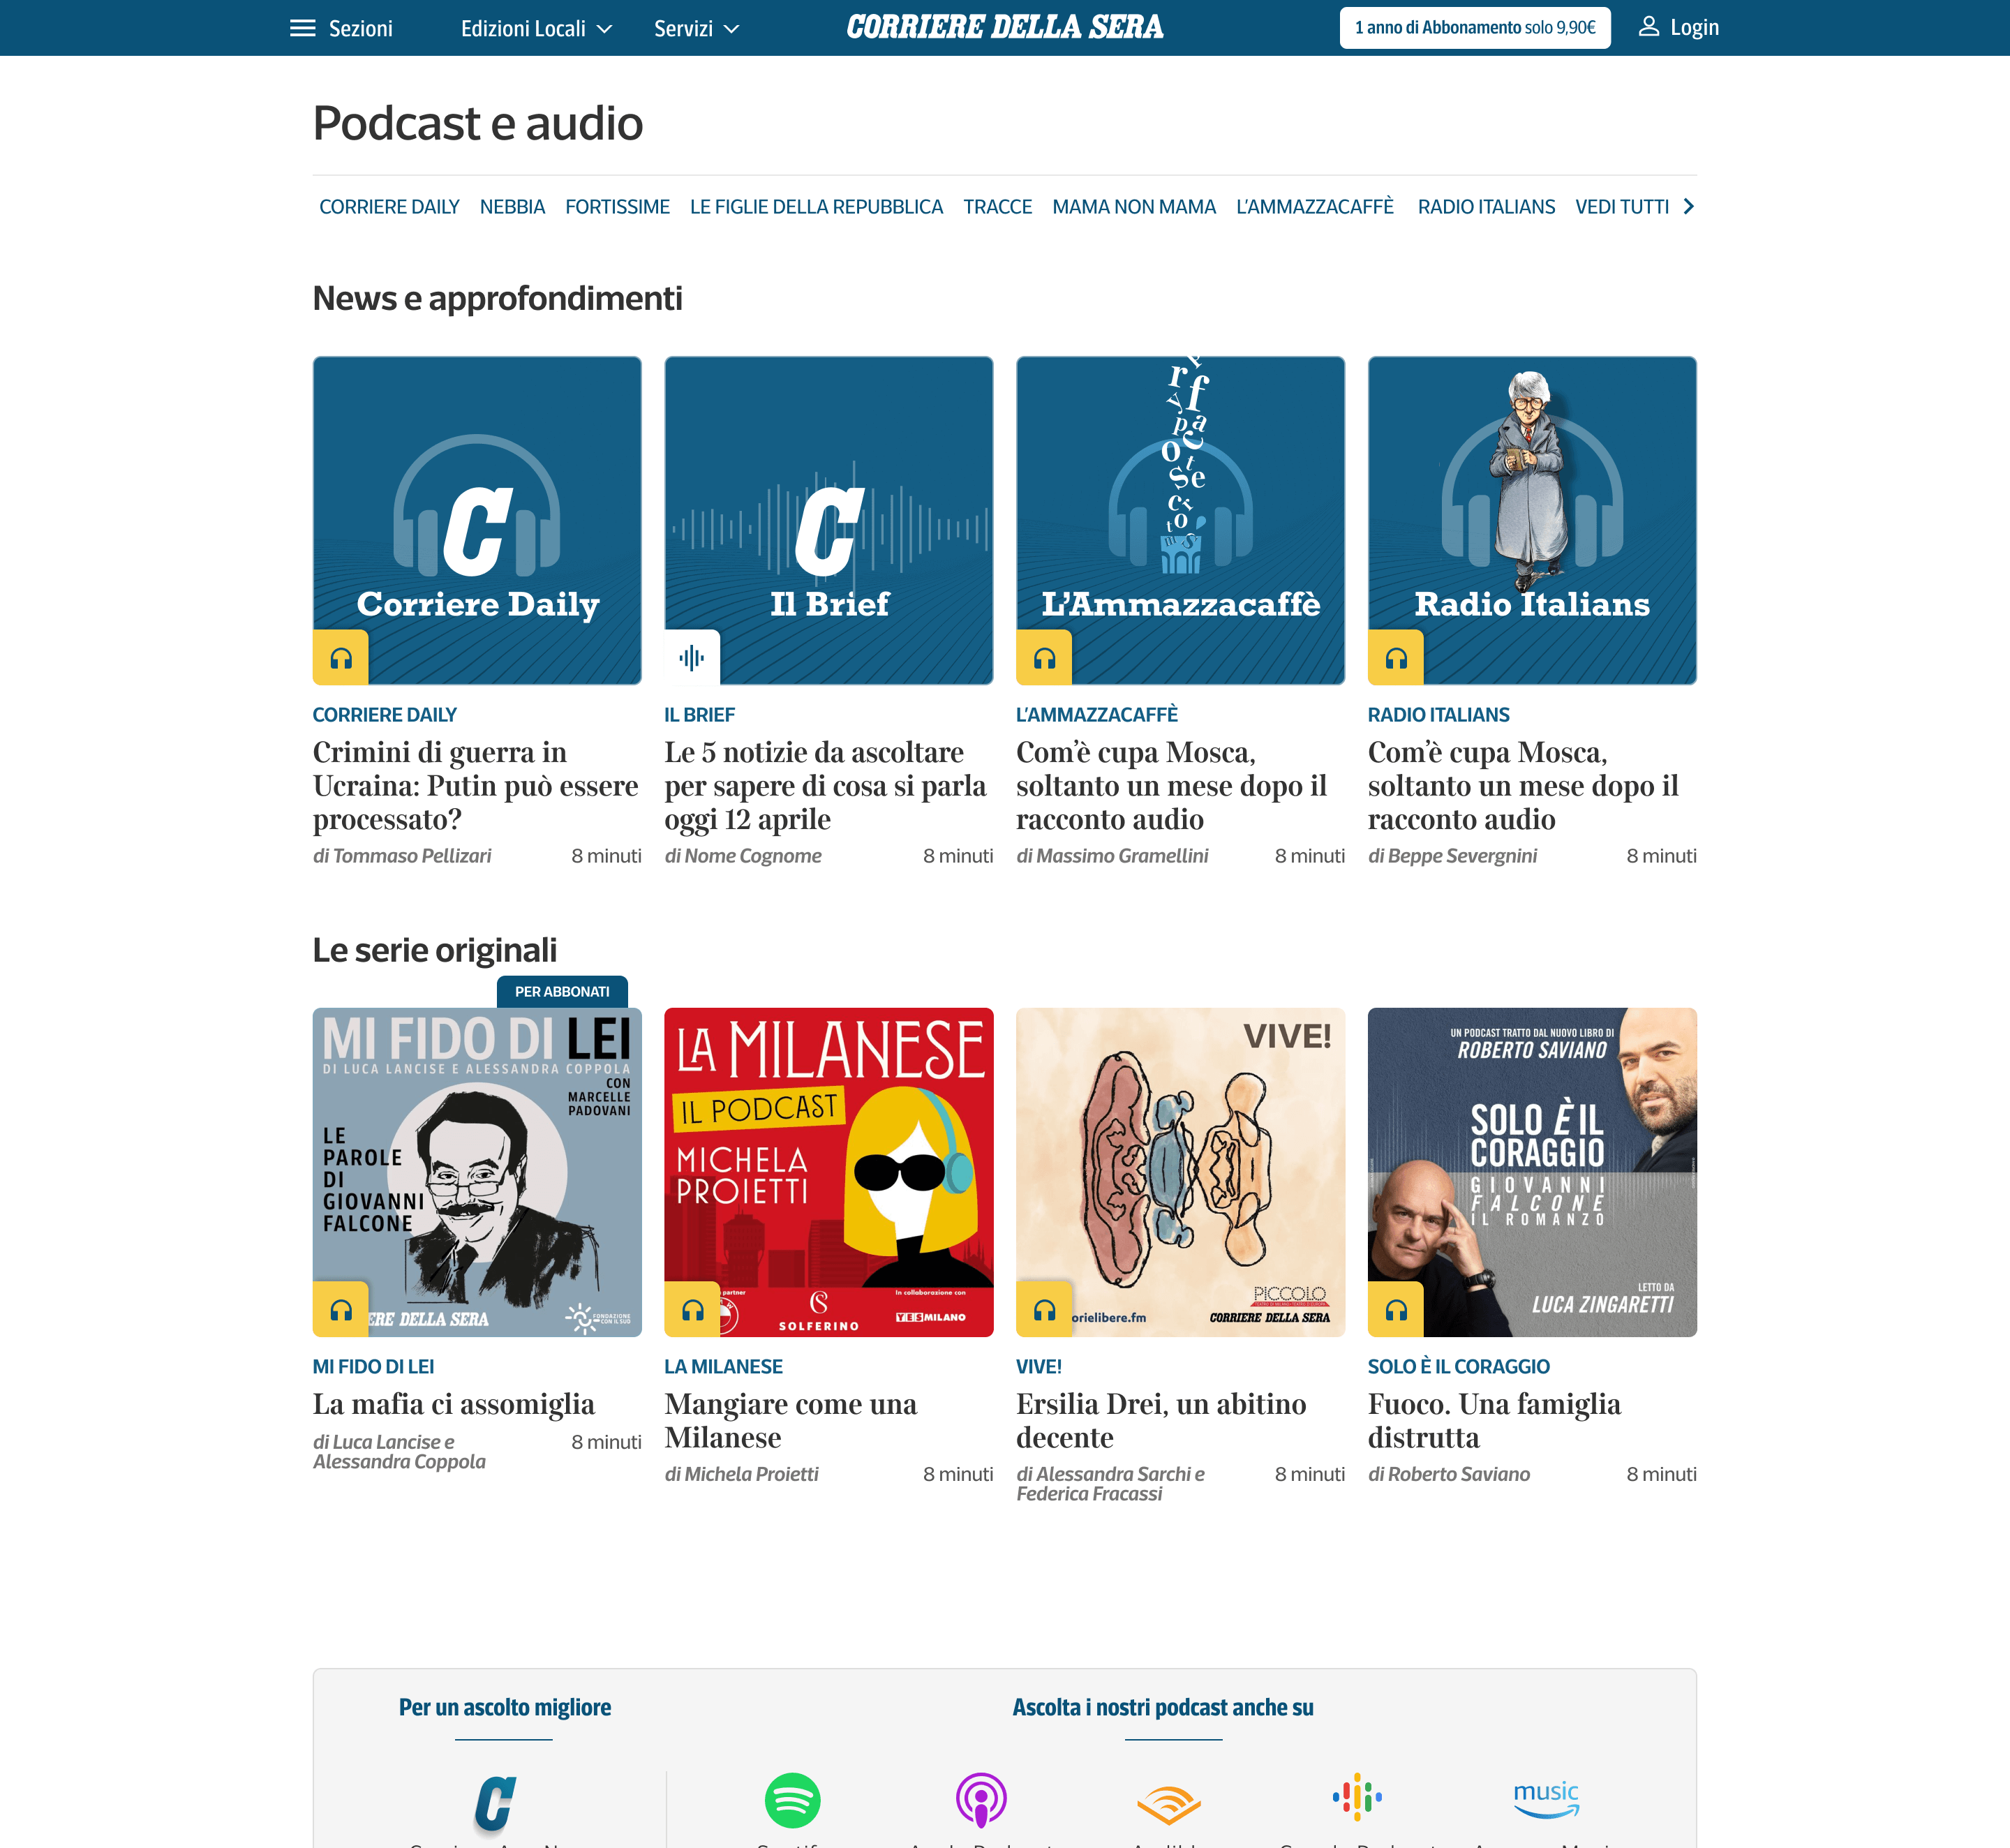 Sezioni
Edizioni Locali
Servizi
CORRIERE DELLA SERA
1 anno di Abbonamento solo 9,90€
Login
Podcast e audio
CORRIERE DAILY NEBBIA FORTISSIME LE FIGLIE DELLA REPUBBLICA TRACCE MAMA NON MAMA L'AMMAZZACAFFÈ RADIO ITALIANS VEDI TUTTI
News e approfondimenti
C
Corriere Daily
CORRIERE DAILY
Crimini di guerra in
Ucraina: Putin può essere
processato?
di Tommaso Pellizari 8 minuti
C
Il Brief
IL BRIEF
Le 5 notizie da ascoltare
per sapere di cosa si parla
oggi 12 aprile
di Nome Cognome 8 minuti
L'Ammazzacaffè
L'AMMAZZACAFFÈ
Com'è cupa Mosca,
soltanto un mese dopo il
racconto audio
di Massimo Gramellini 8 minuti
Radio Italians
RADIO ITALIANS
Com'è cupa Mosca,
soltanto un mese dopo il
racconto audio
di Beppe Severgnini 8 minuti
Le serie originali
PER ABBONATI
MI FIDO DI LEI
DI LUCA LANCISE E ALESSANDRA COPPOLA
CON
MARCELLE
PADOVANI
LE
PAROLE
DI
GIOVANNI
FALCONE
ERE DELLA SERA
FONDAZIONE
CON IL SUD
MI FIDO DI LEI
La mafia ci assomiglia
di Luca Lancise e 8 minuti
Alessandra Coppola
LA MILANESE
IL PODCAST
MICHELA
PROIETTI
partner
SOLFERINO
In collaborazione con
YESMILANO
LA MILANESE
Mangiare come una
Milanese
di Michela Proietti 8 minuti
VIVE!
orielibere.fm
PICCOLO
CORRIERE DELLA SERA
VIVE!
Ersilia Drei, un abitino
decente
di Alessandra Sarchi e 8 minuti
Federica Fracassi
UN PODCAST TRATTO DAL NUOVO LIBRO DI
ROBERTO SAVIANO
SOLO È IL
CORAGGIO
GIOVANNI
FALCONE
IL ROMANZO
LETTO DA
LUCA ZINGARETTI
SOLO È IL CORAGGIO
Fuoco. Una famiglia
distrutta
di Roberto Saviano 8 minuti
Per un ascolto migliore
C
Ascolta i nostri podcast anche su
music